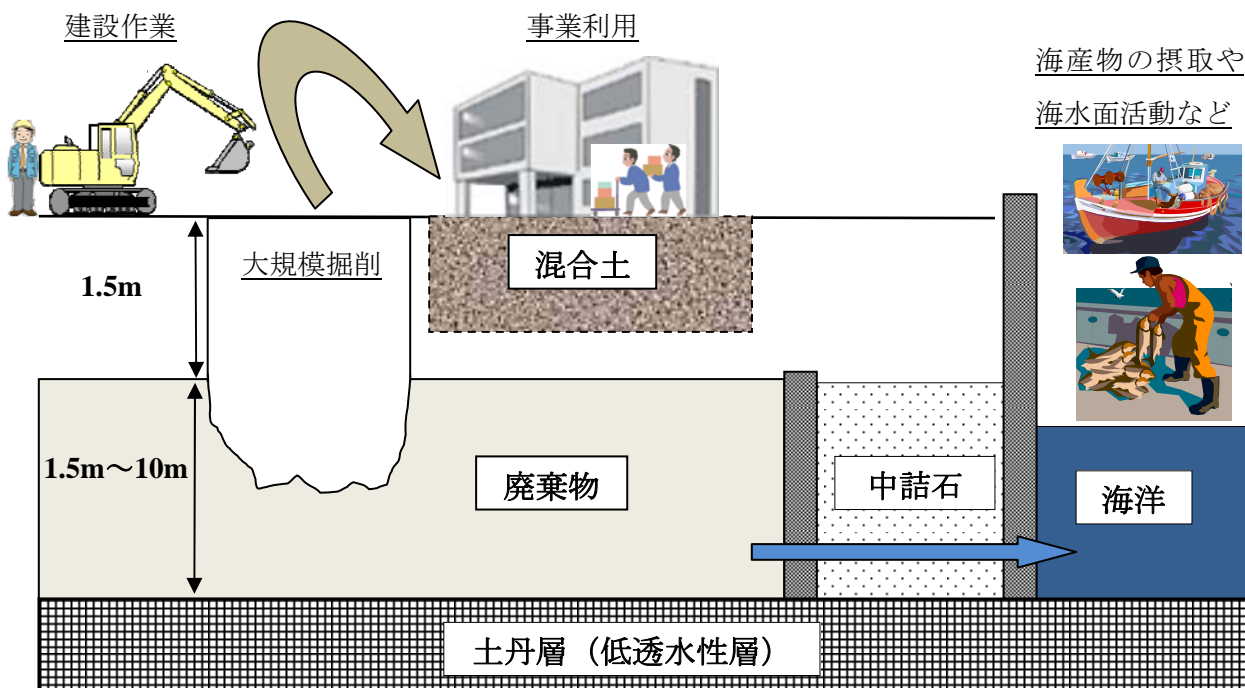 建設作業
事業利用
海産物の摂取や
海水面活動など
大規模掘削
混合土
1.5m
1.5m～10m
廃棄物
中詰石
海洋
土丹層（低透水性層）